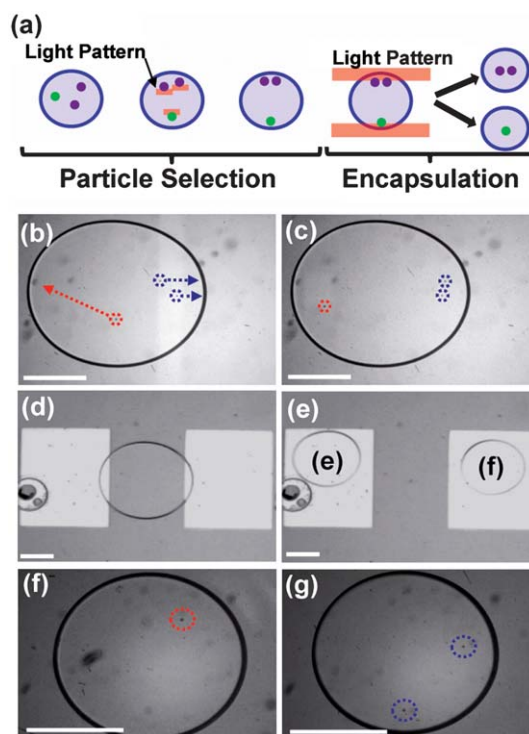 (a)
Light Pattern
Light Pattern
Particle Selection
Encapsulation
(b)
(c)
(d)
(e)
(e)
(f)
(f)
(g)